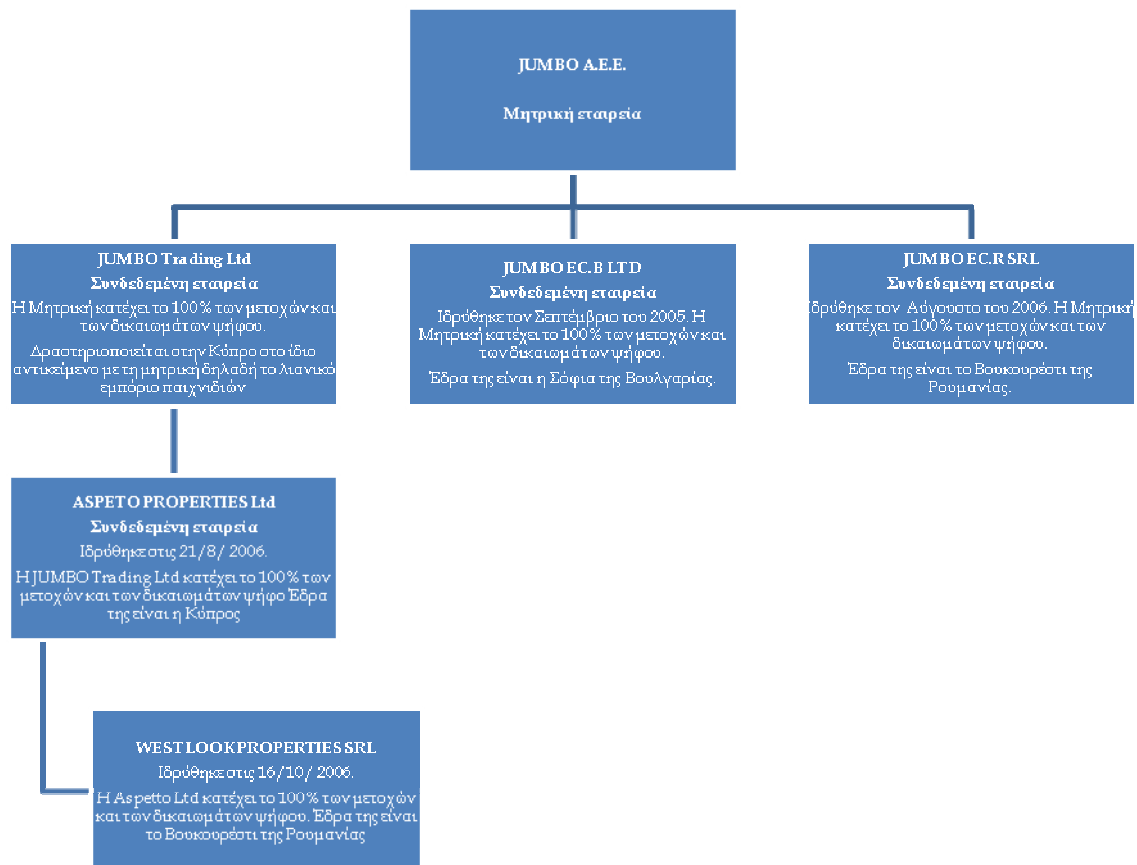 JUMBO A.E.E.
Μητρική εταιρεία
JUMBO Trading Ltd
Συνδεδεμένη εταιρεία
Η Μητρική κατέχει το 100% των μετοχών και
των δικαιωμάτων ψήφου.
Δραστηριοποιείται στην Κύπρο στο ίδιο
αντικείμενο με τη μητρική δηλαδή το λιανικό
εμπόριο παιχνιδιών
JUMBO EC.B LTD
Συνδεδεμένη εταιρεία
Ιδρύθηκε τον Σεπτέμβριο του 2005. Η
Μητρική κατέχει το 100% των μετοχών και
των δικαιωμάτων ψήφου.
Έδρα της είναι η Σόφια της Βουλγαρίας.
JUMBO EC.R SRL
Συνδεδεμένη εταιρεία
Ιδρύθηκε τον Αύγουστο του 2006. Η Μητρική
κατέχει το 100% των μετοχών και των
δικαιωμάτων ψήφου.
Έδρα της είναι το Βουκουρέστι της
Ρουμανίας.
ASPETO PROPERTIES Ltd
Συνδεδεμένη εταιρεία
Ιδρύθηκε στις 21/8/ 2006.
Η JUMBO Trading Ltd κατέχει το 100% των
μετοχών και των δικαιωμάτων ψήφο Έδρα
της είναι η Κύπρος
WEST LOOK PROPERTIES SRL
Ιδρύθηκε στις 16/10/ 2006.
Η Aspetto Ltd κατέχει το 100% των μετοχών
και των δικαιωμάτων ψήφου. Έδρα της είναι
το Βουκουρέστι της Ρουμανίας